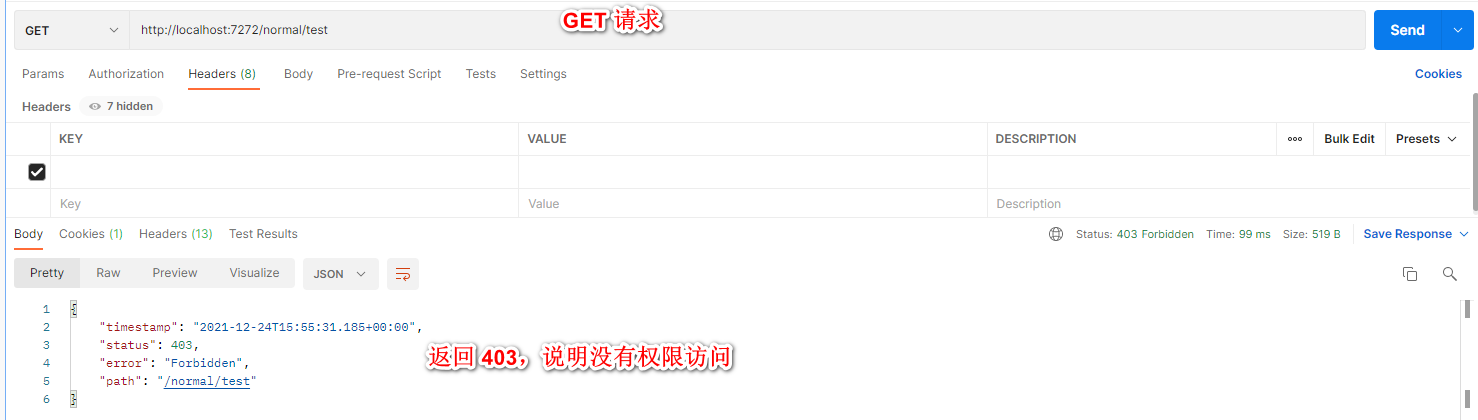 GET 请求
GET http://localhost:7272/normal/test Send
Params Authorization Headers (8) Body Pre-request Script Tests Settings Cookies
Headers 7 hidden
KEY VALUE DESCRIPTION ooo Bulk Edit Presets
Key Value Description
Body Cookies (1) Headers (13) Test Results Status: 403 Forbidden Time: 99 ms Size: 519 B Save Response
Pretty Raw Preview Visualize JSON
1 {
2 "timestamp": "2021-12-24T15:55:31.185+00:00",
3 "status": 403,
4 "error": "Forbidden",
返回 403，说明没有权限访问
5 "path": "/normal/test"
6 }